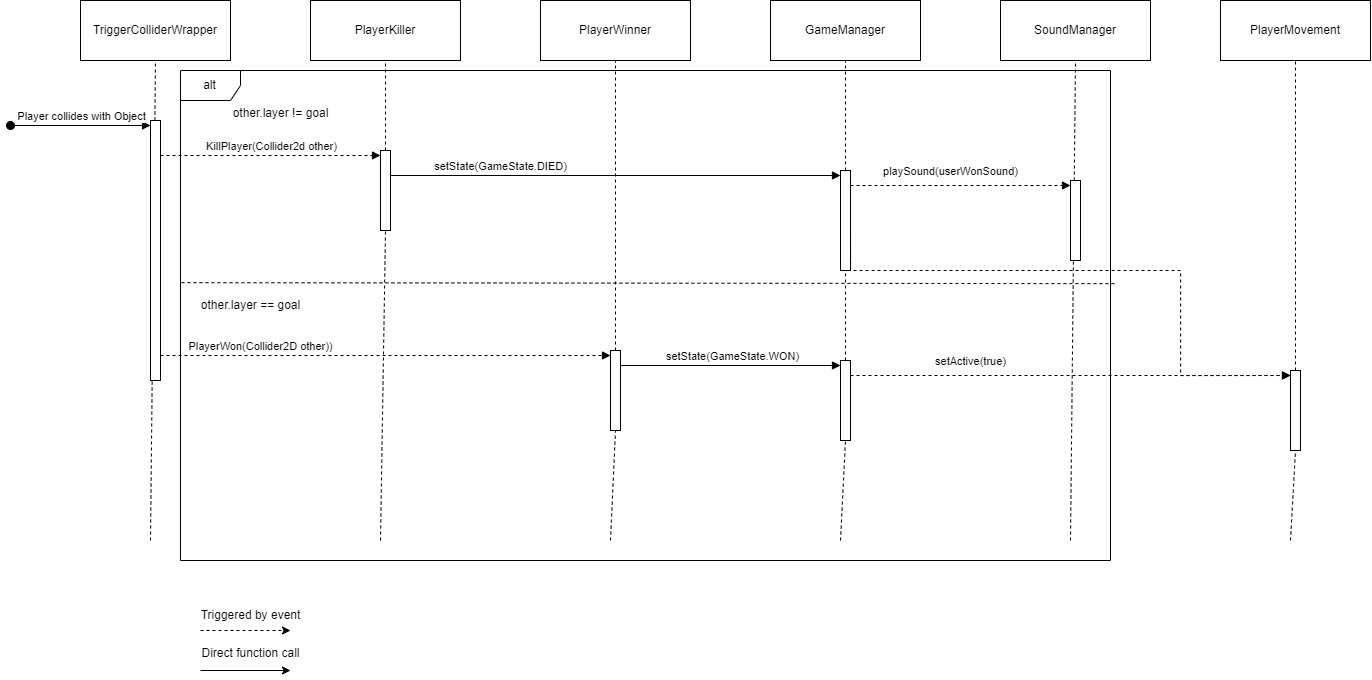 TriggerColliderWrapper
PlayerKiller
PlayerWinner
GameManager
SoundManager
PlayerMovement
alt
other.layer != goal
Player collides with Object
KillPlayer(Collider2d other)
setState(GameState.DIED)
playSound(userWonSound)
other.layer == goal
PlayerWon(Collider2D other))
setState(GameState.WON)
setActive(true)
Triggered by event
Direct function call